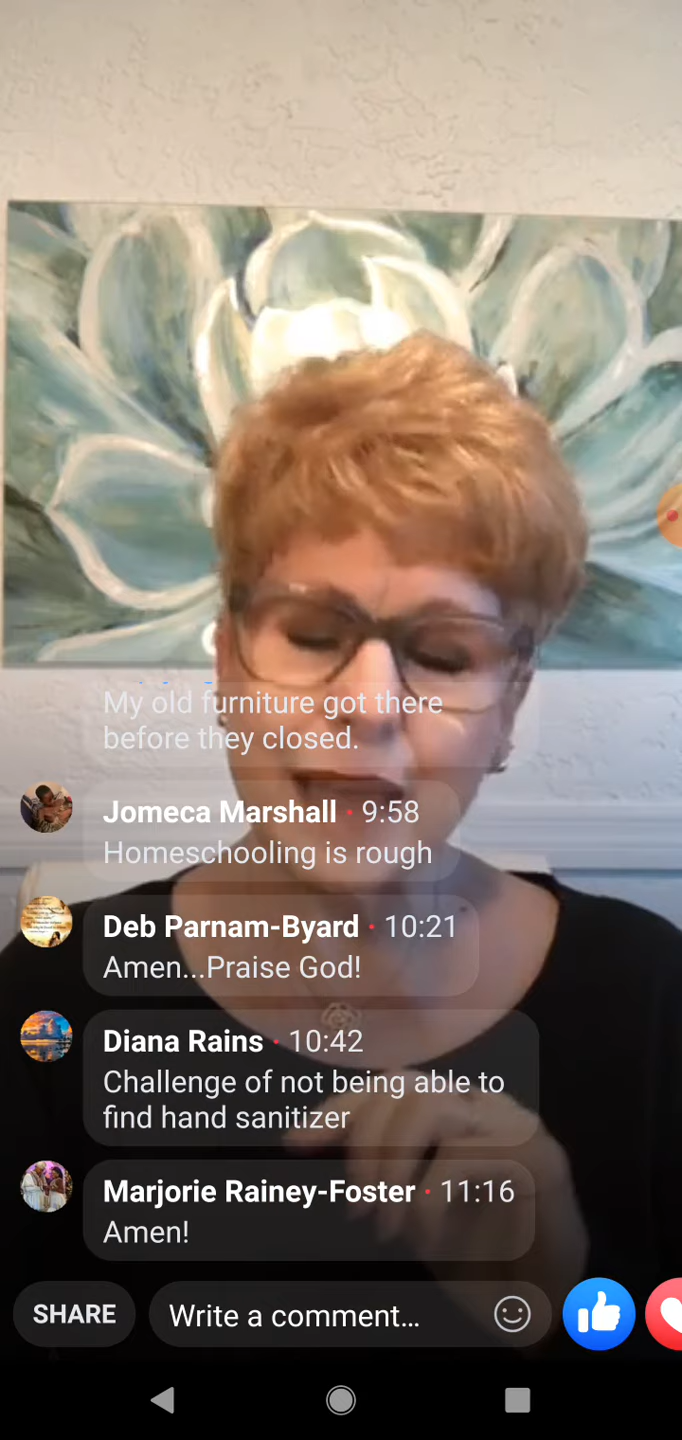 My old furniture got there
before they closed.
Jomeca Marshall • 9:58
Homeschooling is rough
Deb Parnam-Byard • 10:21
Amen...Praise God!
Diana Rains • 10:42
Challenge of not being able to
find hand sanitizer
Marjorie Rainey-Foster • 11:16
Amen!
SHARE
Write a comment...